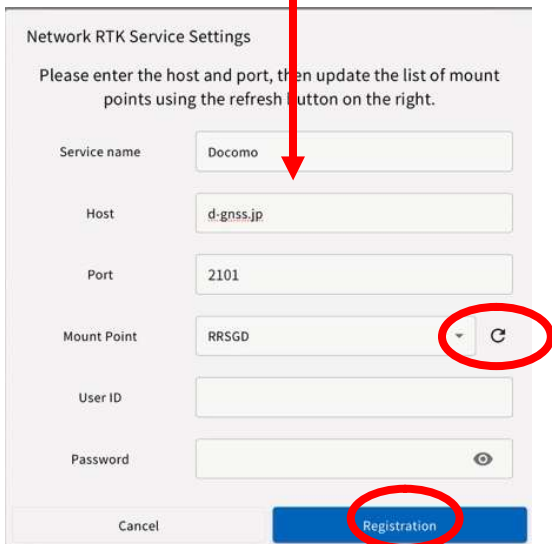 Network RTK Service Settings
Please enter the host and port, then update the list of mount
points using the refresh button on the right.
Service name Docomo
Host d-gnss.jp
Port 2101
Mount Point RRSGD
User ID
Password
Cancel Registration